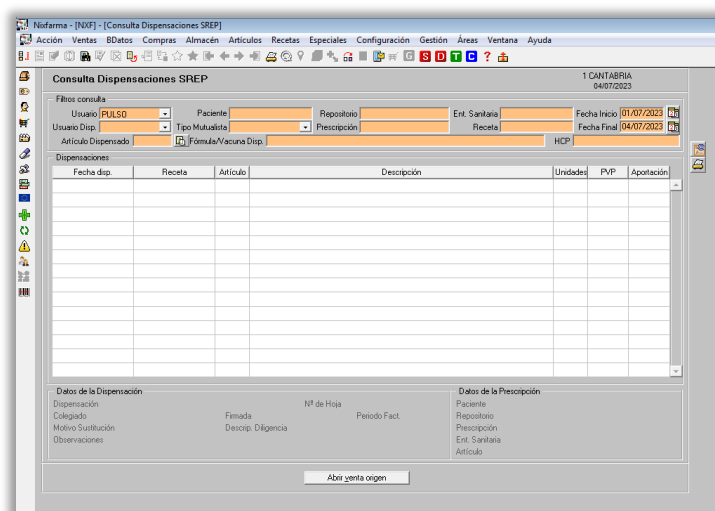 Nixfarma - [NXF] - [Consulta Dispensaciones SREP]
Acción Ventas BDatos Compras Almacén Artículos Recetas Especiales Configuración Gestión Áreas Ventana Ayuda
G S D T C ?
Consulta Dispensaciones SREP
1 CANTABRIA
04/07/2023
Filtros consulta
Usuario PULSO Paciente Repositorio Ent. Sanitaria Fecha Inicio 01/07/2023
Usuario Disp. Tipo Mutualista Prescripción Receta Fecha Final 04/07/2023
Artículo Dispensado Fórmula/Vacuna Disp. HCP
Dispensaciones
Fecha disp. Receta Artículo Descripción Unidades PVP Aportación
Datos de la Dispensación
Dispensación Nº de Hoja
Colegiado Firmada Periodo Fact.
Motivo Sustitución Descrip. Diligencia
Observaciones
Datos de la Prescripción
Paciente
Repositorio
Prescripción
Ent. Sanitaria
Artículo
Abrir venta origen